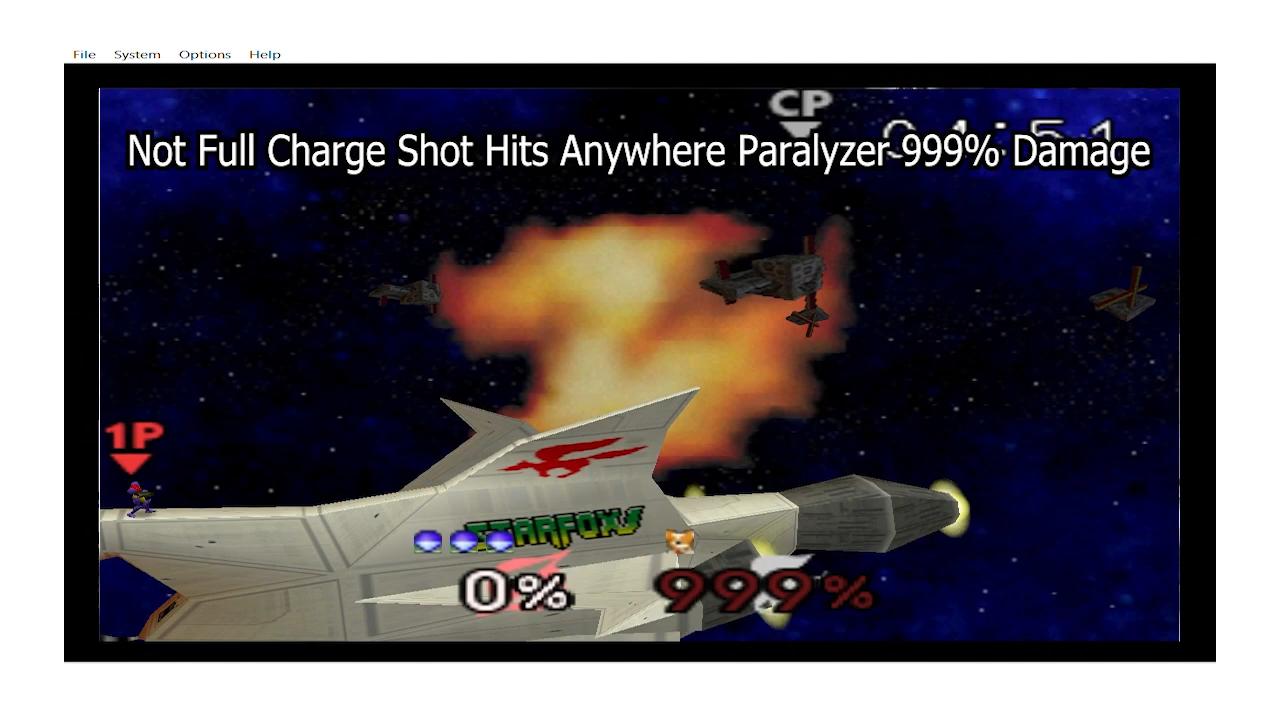 File System Options Help
CP
Not Full Charge Shot Hits Anywhere Paralyzer 999% Damage
1P
STARFOX
0% 999%